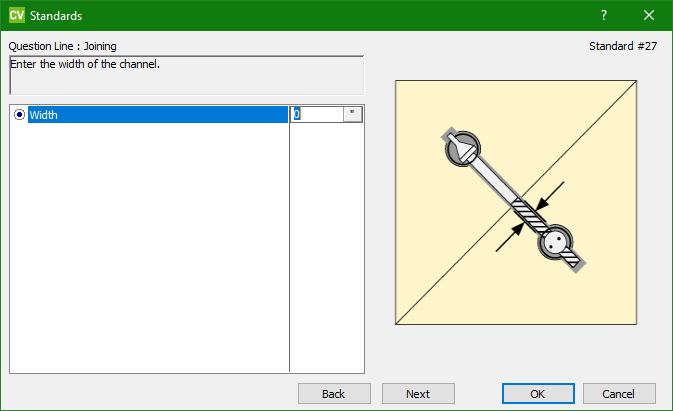 CV Standards ?
Question Line : Joining
Standard #27
Enter the width of the channel.
Width 0 "
Back Next OK Cancel